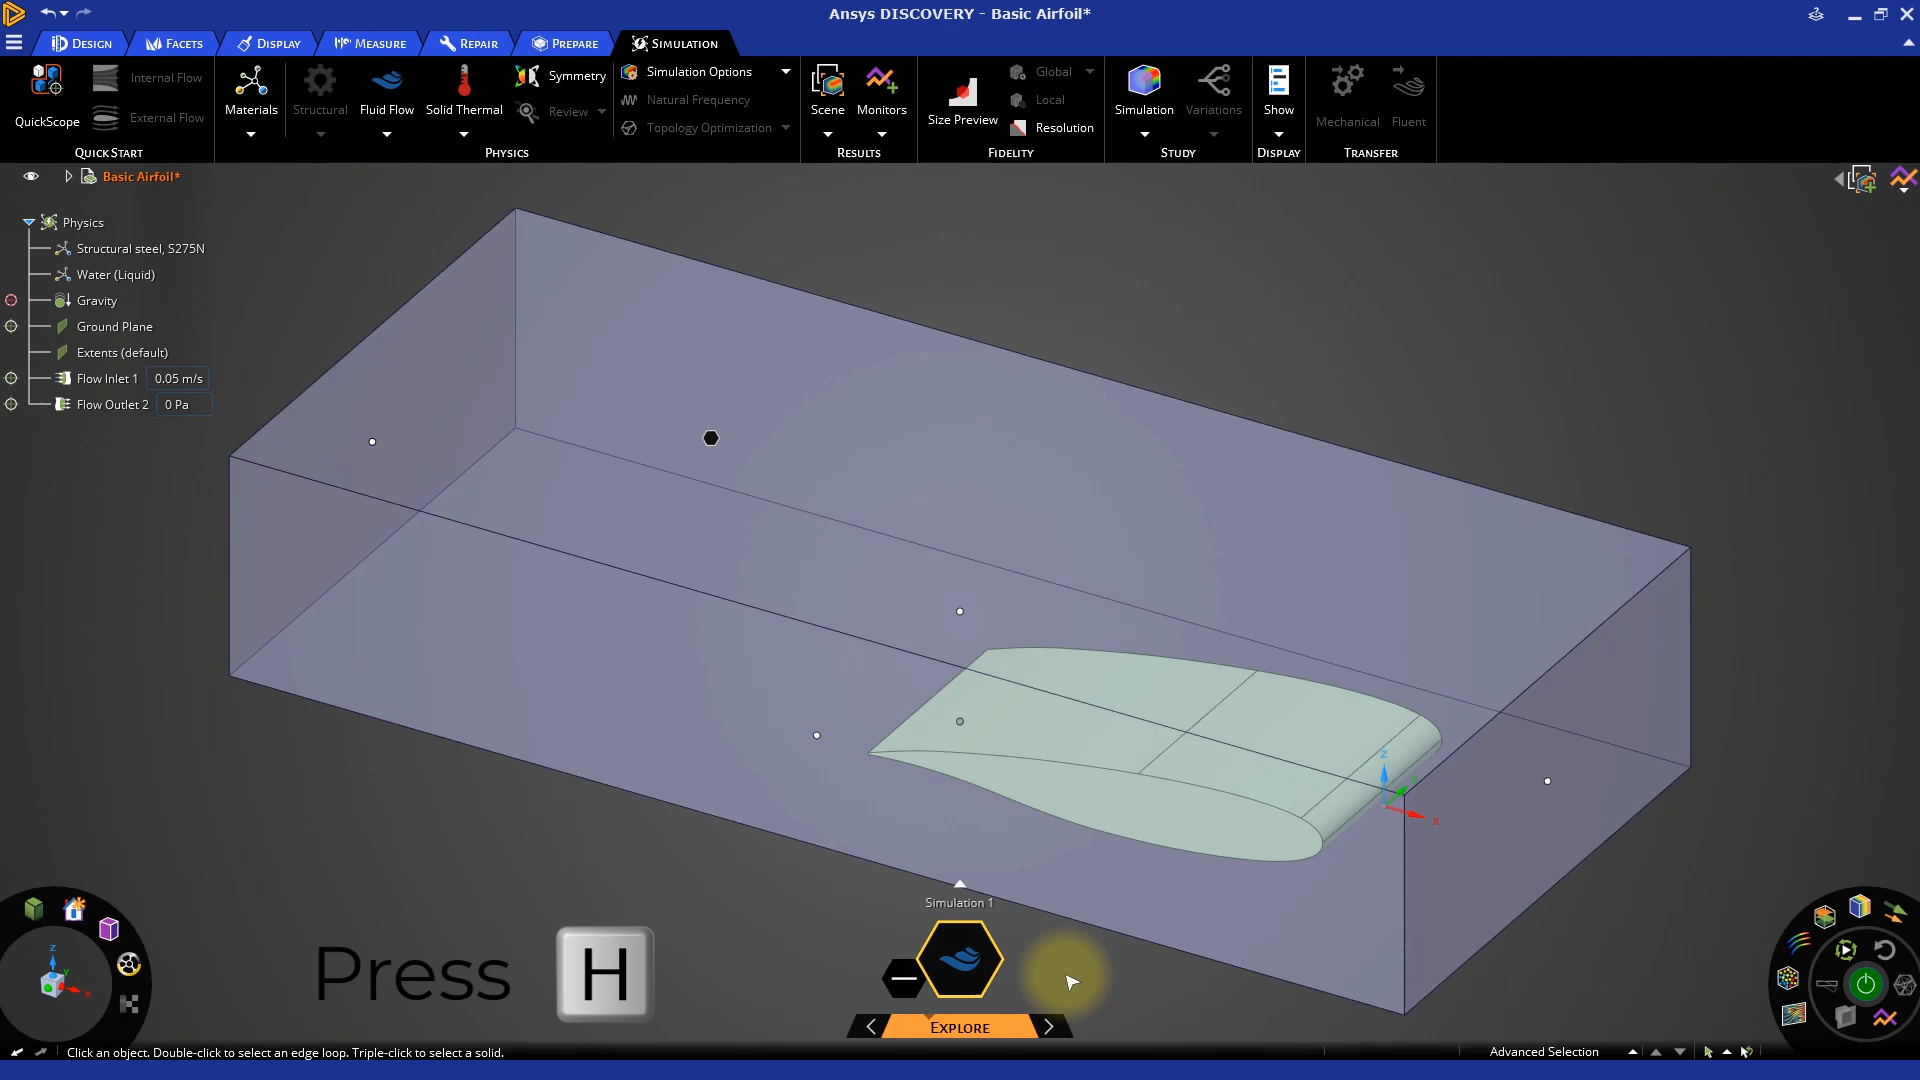 Ansys DISCOVERY - Basic Airfoil*
DESIGN
FACETS
DISPLAY
MEASURE
REPAIR
PREPARE
SIMULATION
QuickScope
Internal Flow
External Flow
QUICK START
Materials
Structural
Fluid Flow
Solid Thermal
Symmetry
Review
PHYSICS
Simulation Options
Natural Frequency
Topology Optimization
Scene
Monitors
RESULTS
Size Preview
Global
Local
Resolution
FIDELITY
Simulation
Variations
STUDY
Show
DISPLAY
Mechanical
Fluent
TRANSFER
Basic Airfoil*
Physics
Structural steel, S275N
Water (Liquid)
Gravity
Ground Plane
Extents (default)
Flow Inlet 1 0.05 m/s
Flow Outlet 2 0 Pa
Z
Y
X
Simulation 1
Press H
EXPLORE
Z
Y
X
Click an object. Double-click to select an edge loop. Triple-click to select a solid.
Advanced Selection